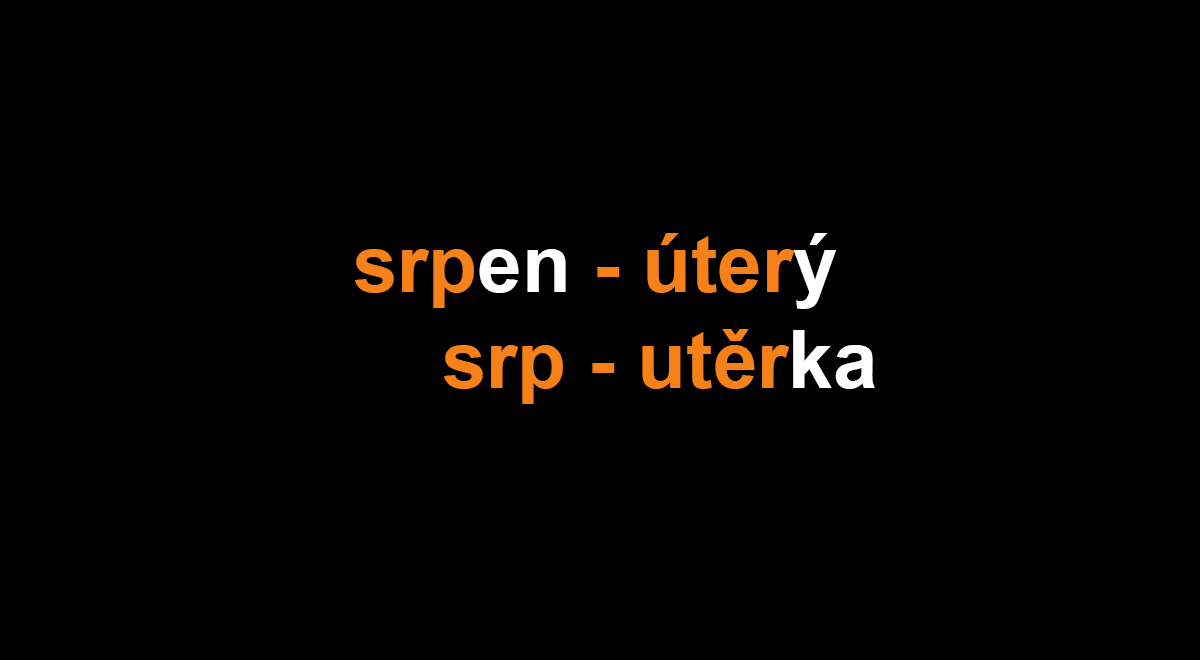 srpen - úterý
srp - utěrka